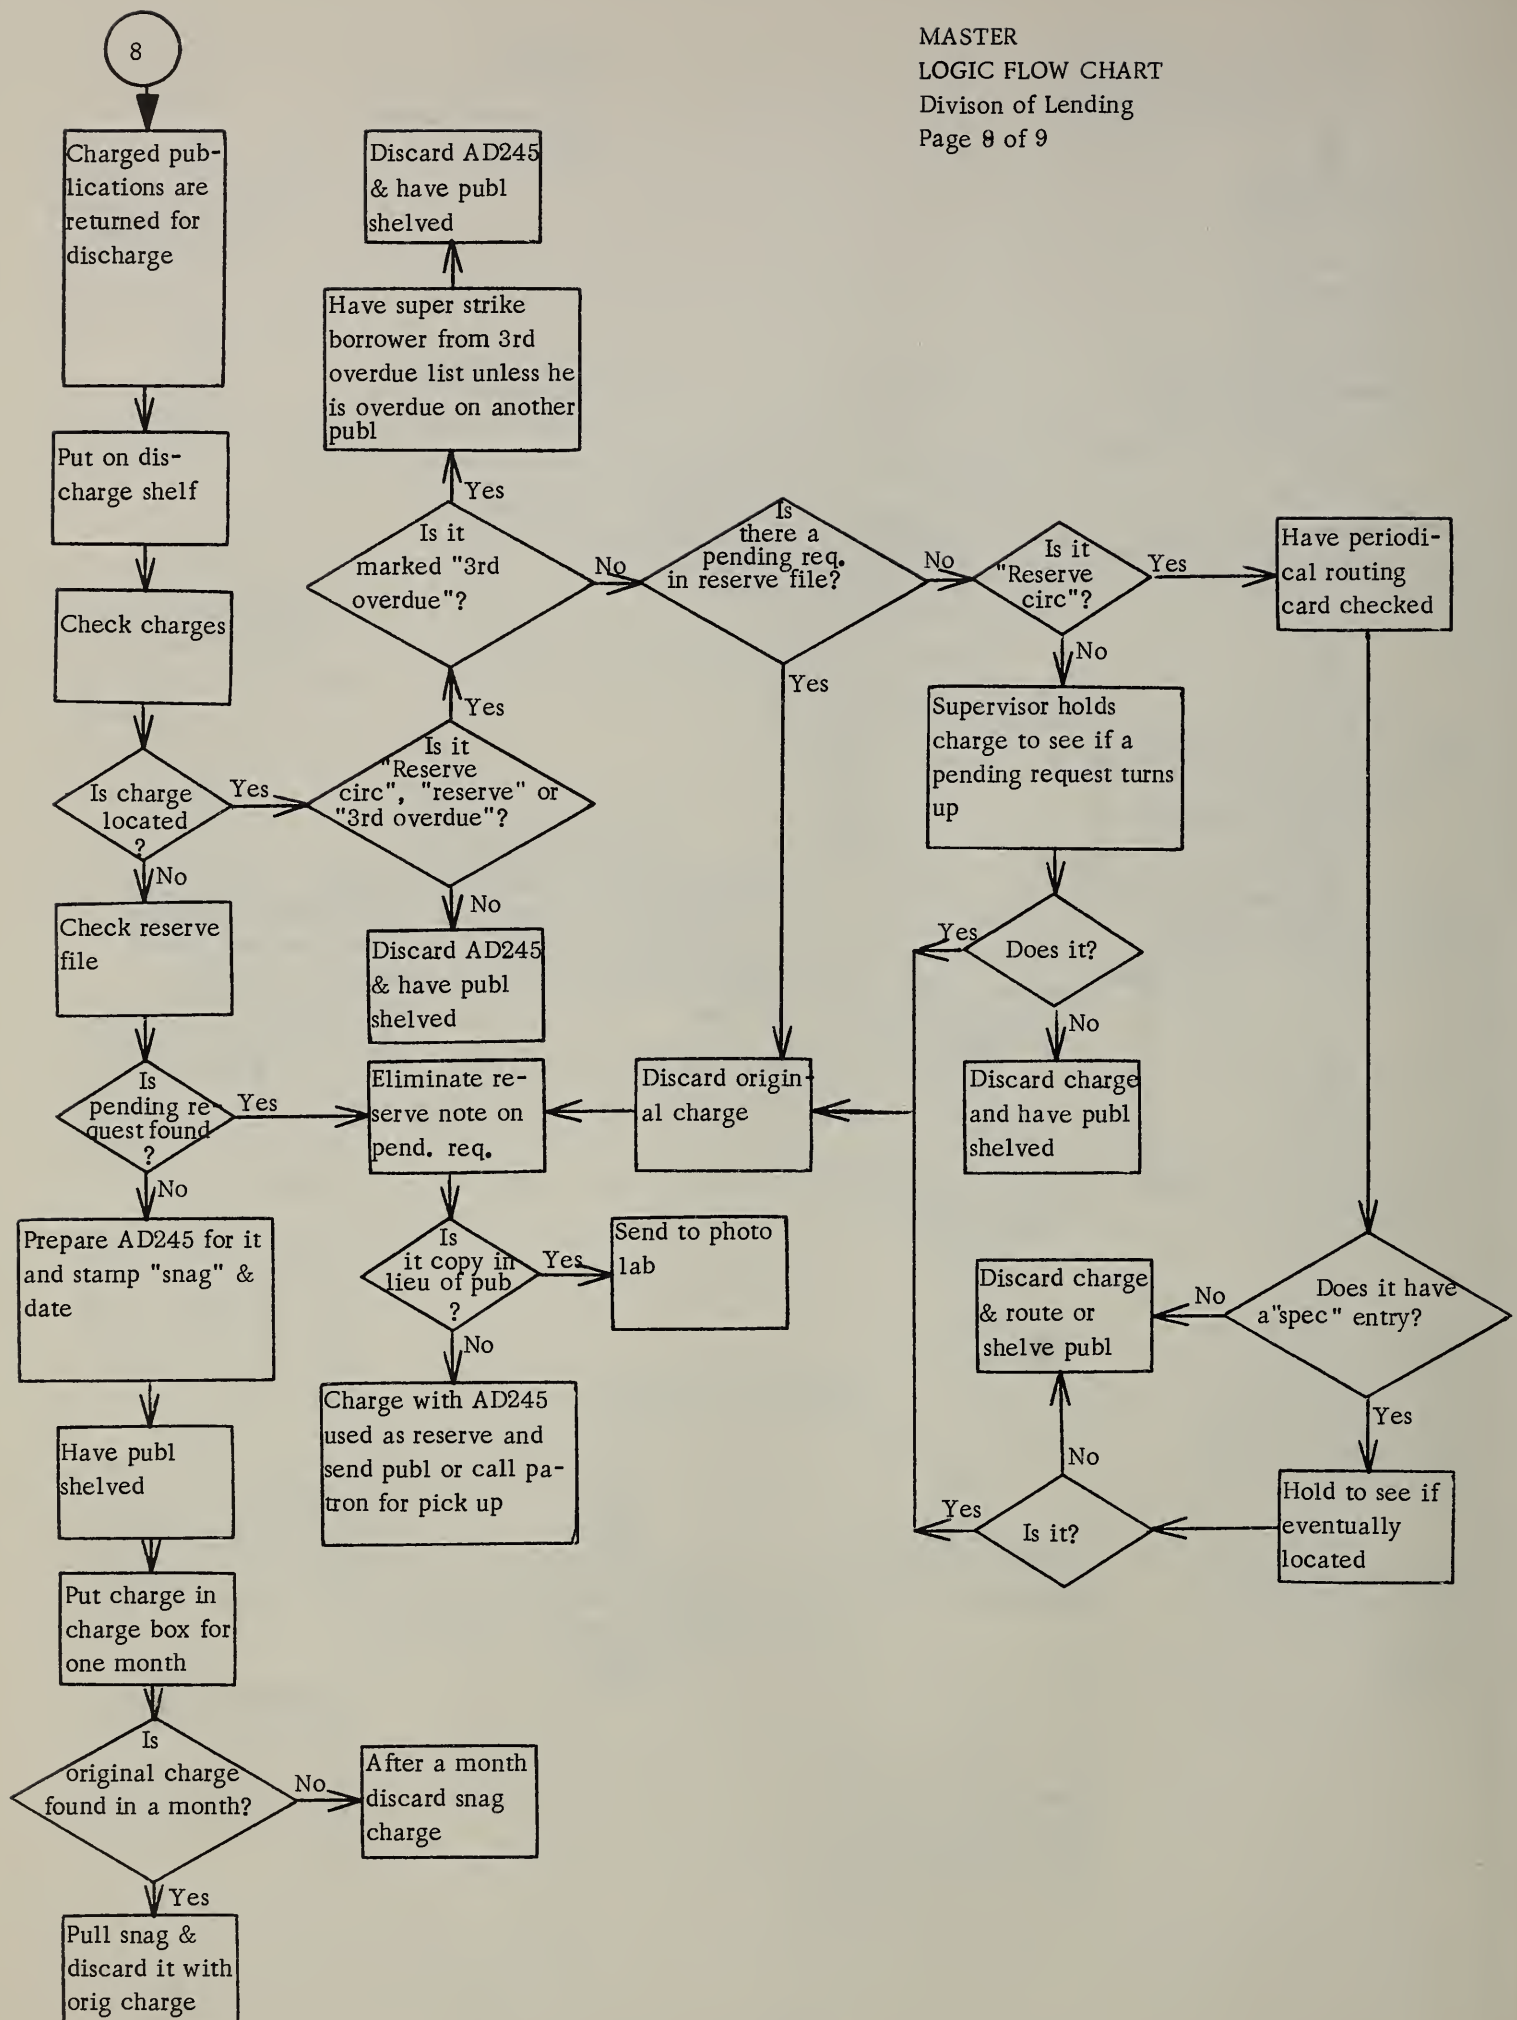 8
MASTER
LOGIC FLOW CHART
Divison of Lending
Page 8 of 9
Charged pub-
lications are
returned for
discharge
Put on dis-
charge shelf
Check charges
Is charge
located
?
Yes
No
Check reserve
file
Is
pending re-
quest found
?
Yes
No
Prepare AD245 for it
and stamp "snag" &
date
Have publ
shelved
Put charge in
charge box for
one month
Is
original charge
found in a month?
No
After a month
discard snag
charge
Yes
Pull snag &
discard it with
orig charge
Discard AD245
& have publ
shelved
Have super strike
borrower from 3rd
overdue list unless he
is overdue on another
publ
Yes
Is it
marked "3rd
overdue"?
No
Yes
Is it
"Reserve
circ", "reserve" or
"3rd overdue"?
No
Discard AD245
& have publ
shelved
Eliminate re-
serve note on
pend. req.
Is
it copy in
lieu of pub
?
Yes
Send to photo
lab
No
Charge with AD245
used as reserve and
send publ or call pa-
tron for pick up
Is
there a
pending req.
in reserve file?
No
Yes
Discard origin-
al charge
Is it
"Reserve
circ"?
Yes
No
Supervisor holds
charge to see if a
pending request turns
up
Does it?
Yes
No
Discard charge
and have publ
shelved
Have periodi-
cal routing
card checked
Does it have
a "spec" entry?
No
Discard charge
& route or
shelve publ
Yes
Hold to see if
eventually
located
Is it?
No
Yes